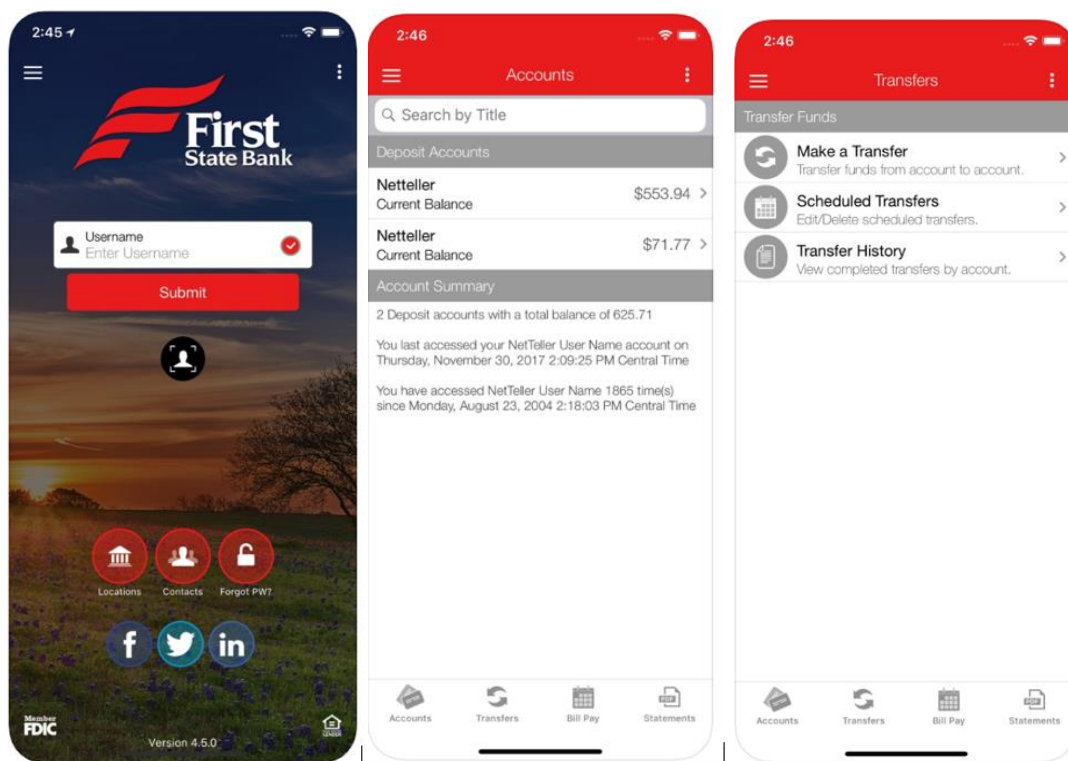 2:45
First
State Bank
Username
Enter Username
Submit
Locations
Contacts
Forgot PW?
f
in
Member
FDIC
Version 4.5.0
2:46
Accounts
Search by Title
Deposit Accounts
Netteller
Current Balance
$553.94
Netteller
Current Balance
$71.77
Account Summary
2 Deposit accounts with a total balance of 625.71
You last accessed your NetTeller User Name account on
Thursday, November 30, 2017 2:09:25 PM Central Time
You have accessed NetTeller User Name 1865 time(s)
since Monday, August 23, 2004 2:18:03 PM Central Time
Accounts
Transfers
Bill Pay
PDF
Statements
2:46
Transfers
Transfer Funds
Make a Transfer
Transfer funds from account to account.
Scheduled Transfers
Edit/Delete scheduled transfers.
Transfer History
View completed transfers by account.
Accounts
Transfers
Bill Pay
PDF
Statements